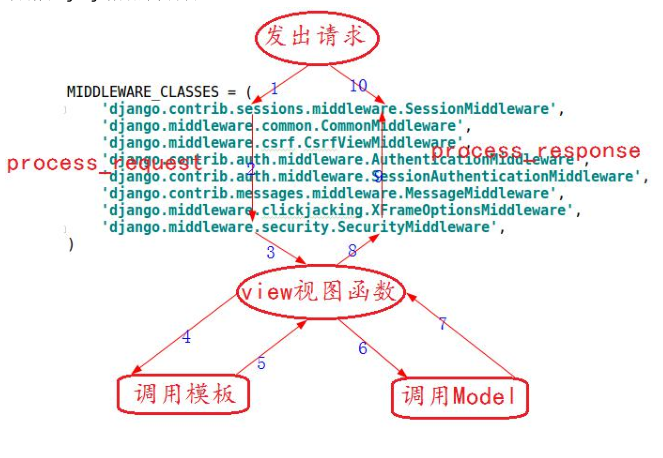 发出请求
1
10
MIDDLEWARE_CLASSES = (
'django.contrib.sessions.middleware.SessionMiddleware',
'django.middleware.common.CommonMiddleware',
'django.middleware.csrf.CsrfViewMiddleware',
process_response
'django.contrib.auth.middleware.AuthenticationMiddleware',
process_request
2
9
'django.contrib.auth.middleware.SessionAuthenticationMiddleware',
'django.contrib.messages.middleware.MessageMiddleware',
'django.middleware.clickjacking.XFrameOptionsMiddleware',
'django.middleware.security.SecurityMiddleware',
)
3
8
view视图函数
4
7
5
6
调用模板
调用Model